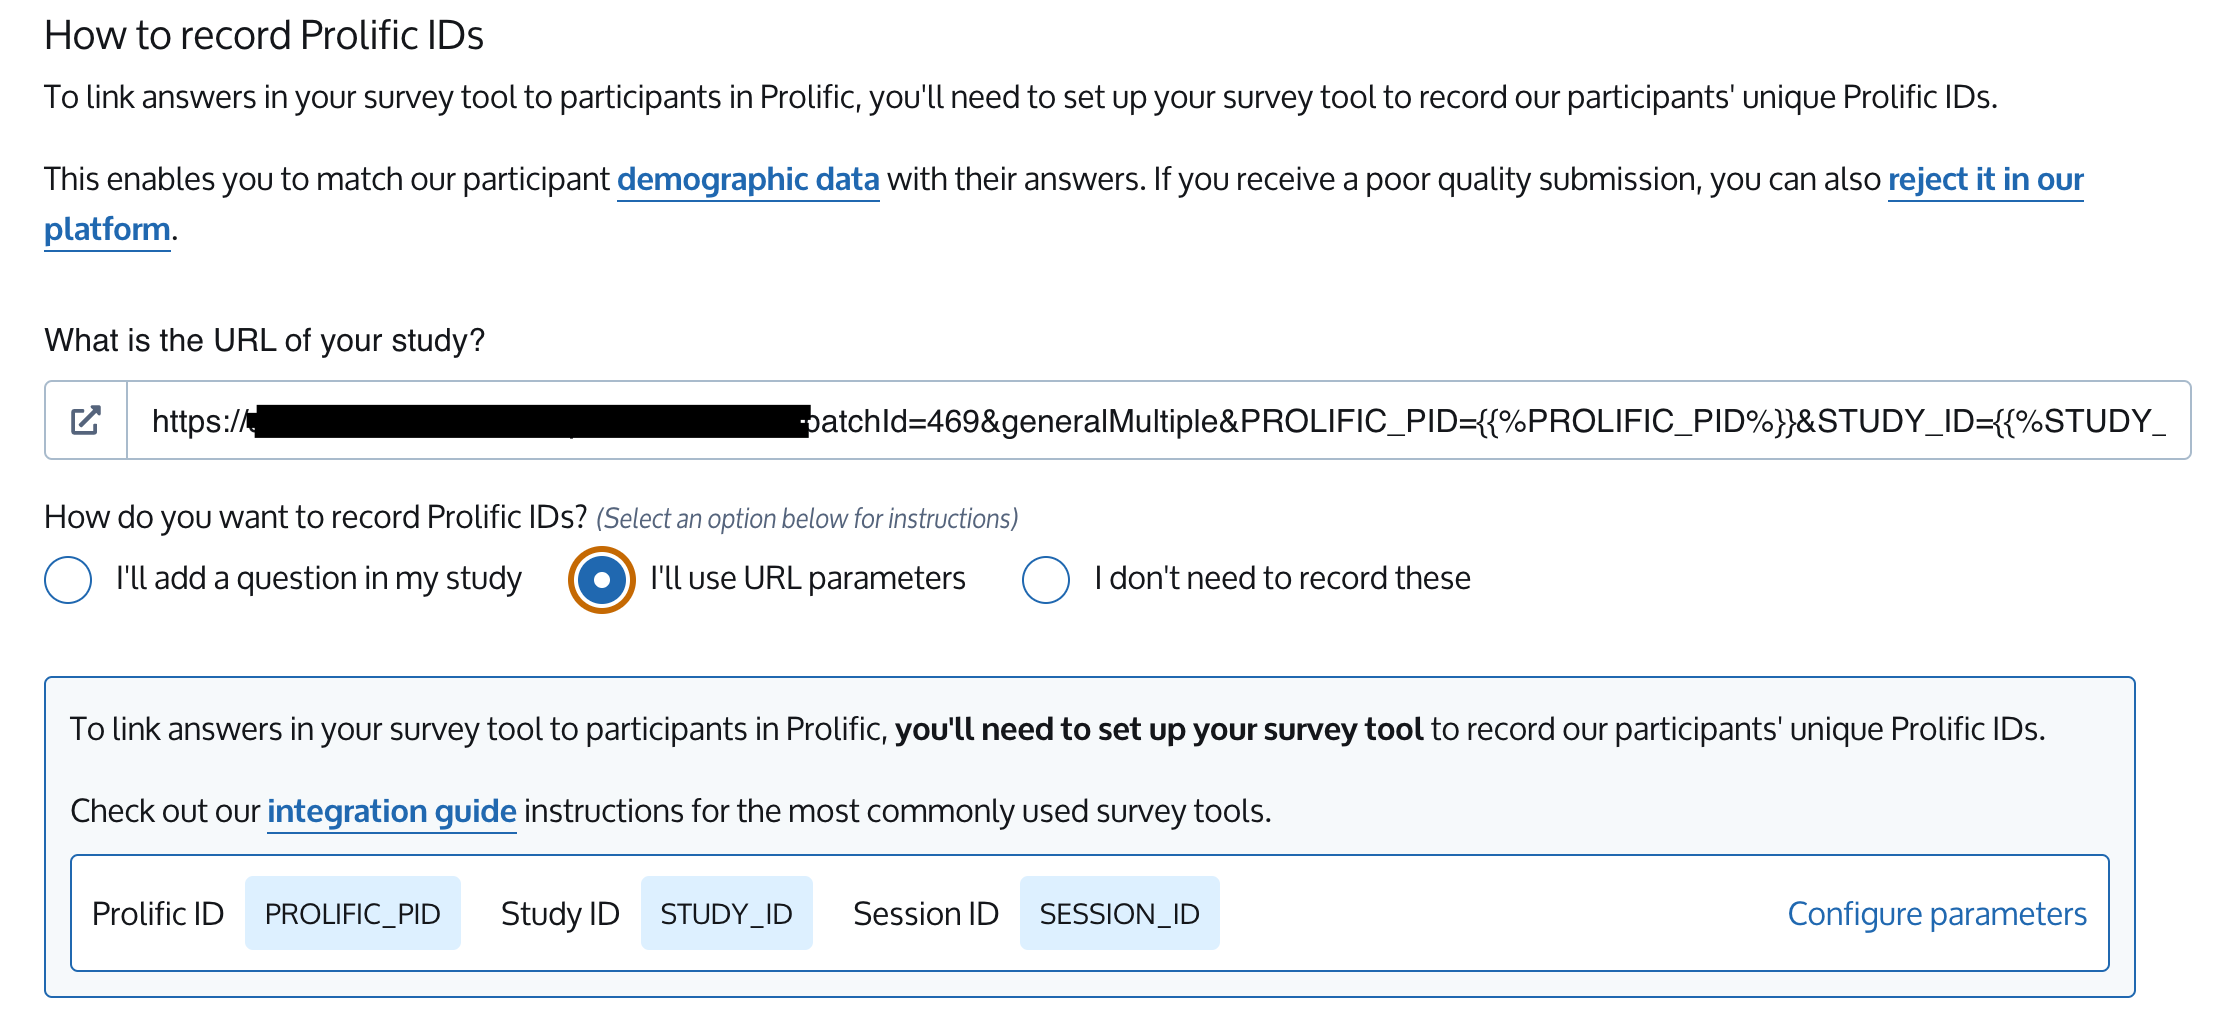 How to record Prolific IDs
To link answers in your survey tool to participants in Prolific, you'll need to set up your survey tool to record our participants' unique Prolific IDs.
This enables you to match our participant demographic data with their answers. If you receive a poor quality submission, you can also reject it in our
platform.
What is the URL of your study?
https:// batchId=469&generalMultiple&PROLIFIC_PID={{%PROLIFIC_PID%}}&STUDY_ID={{%STUDY_
How do you want to record Prolific IDs? (Select an option below for instructions)
I'll add a question in my study I'll use URL parameters I don't need to record these
To link answers in your survey tool to participants in Prolific, you'll need to set up your survey tool to record our participants' unique Prolific IDs.
Check out our integration guide instructions for the most commonly used survey tools.
Prolific ID PROLIFIC_PID Study ID STUDY_ID Session ID SESSION_ID Configure parameters